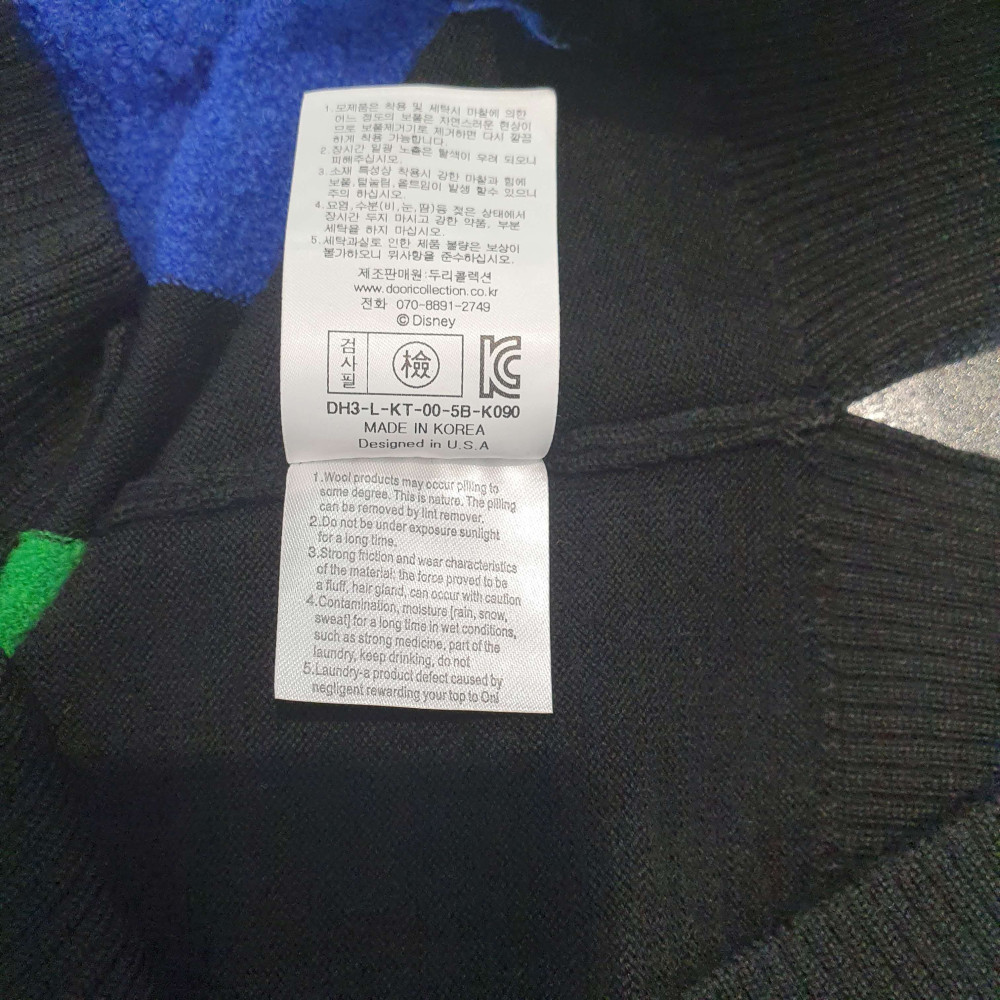 1.모제품은 착용 및 세탁시 마찰에 의한
어느 정도의 보풀은 자연스러운 현상이
므로 보풀제거기로 제거하면 다시 깔끔
하게 착용 가능합니다.
2.장시간 일광 노출은 탈색이 우려 되오니
피해주십시오.
3.소재 특성상 착용시 강한 마찰과 힘에
보풀,털눌림,올트임이 발생 할수 있으니
주의 하십시오.
4.요염,수분(비,눈,땀)등 젖은 상태에서
장시간 두지 마시고 강한 약품, 부분
세탁을 하지 마십시오.
5.세탁과실로 인한 제품 불량은 보상이
불가하오니 위사항을 준수하십시오.
제조판매원:두리콜렉션
www.dooricollection.co.kr
전화 070-8891-2749
©Disney
검사필 檢 KC
DH3-L-KT-00-5B-K090
MADE IN KOREA
Designed in U.S.A
1.Wool products may occur pilling to
some degree. This is nature. The pilling
can be removed by lint remover.
2.Do not be under exposure sunlight
for a long time.
3.Strong friction and wear characteristics
of the material: the force proved to be
a fluff, hair gland, can occur with caution
4.Contamination, moisture [rain, snow,
sweat] for a long time in wet conditions,
such as strong medicine, part of the
laundry, keep drinking, do not
5.Laundry-a product defect caused by
negligent rewarding your top to Oni